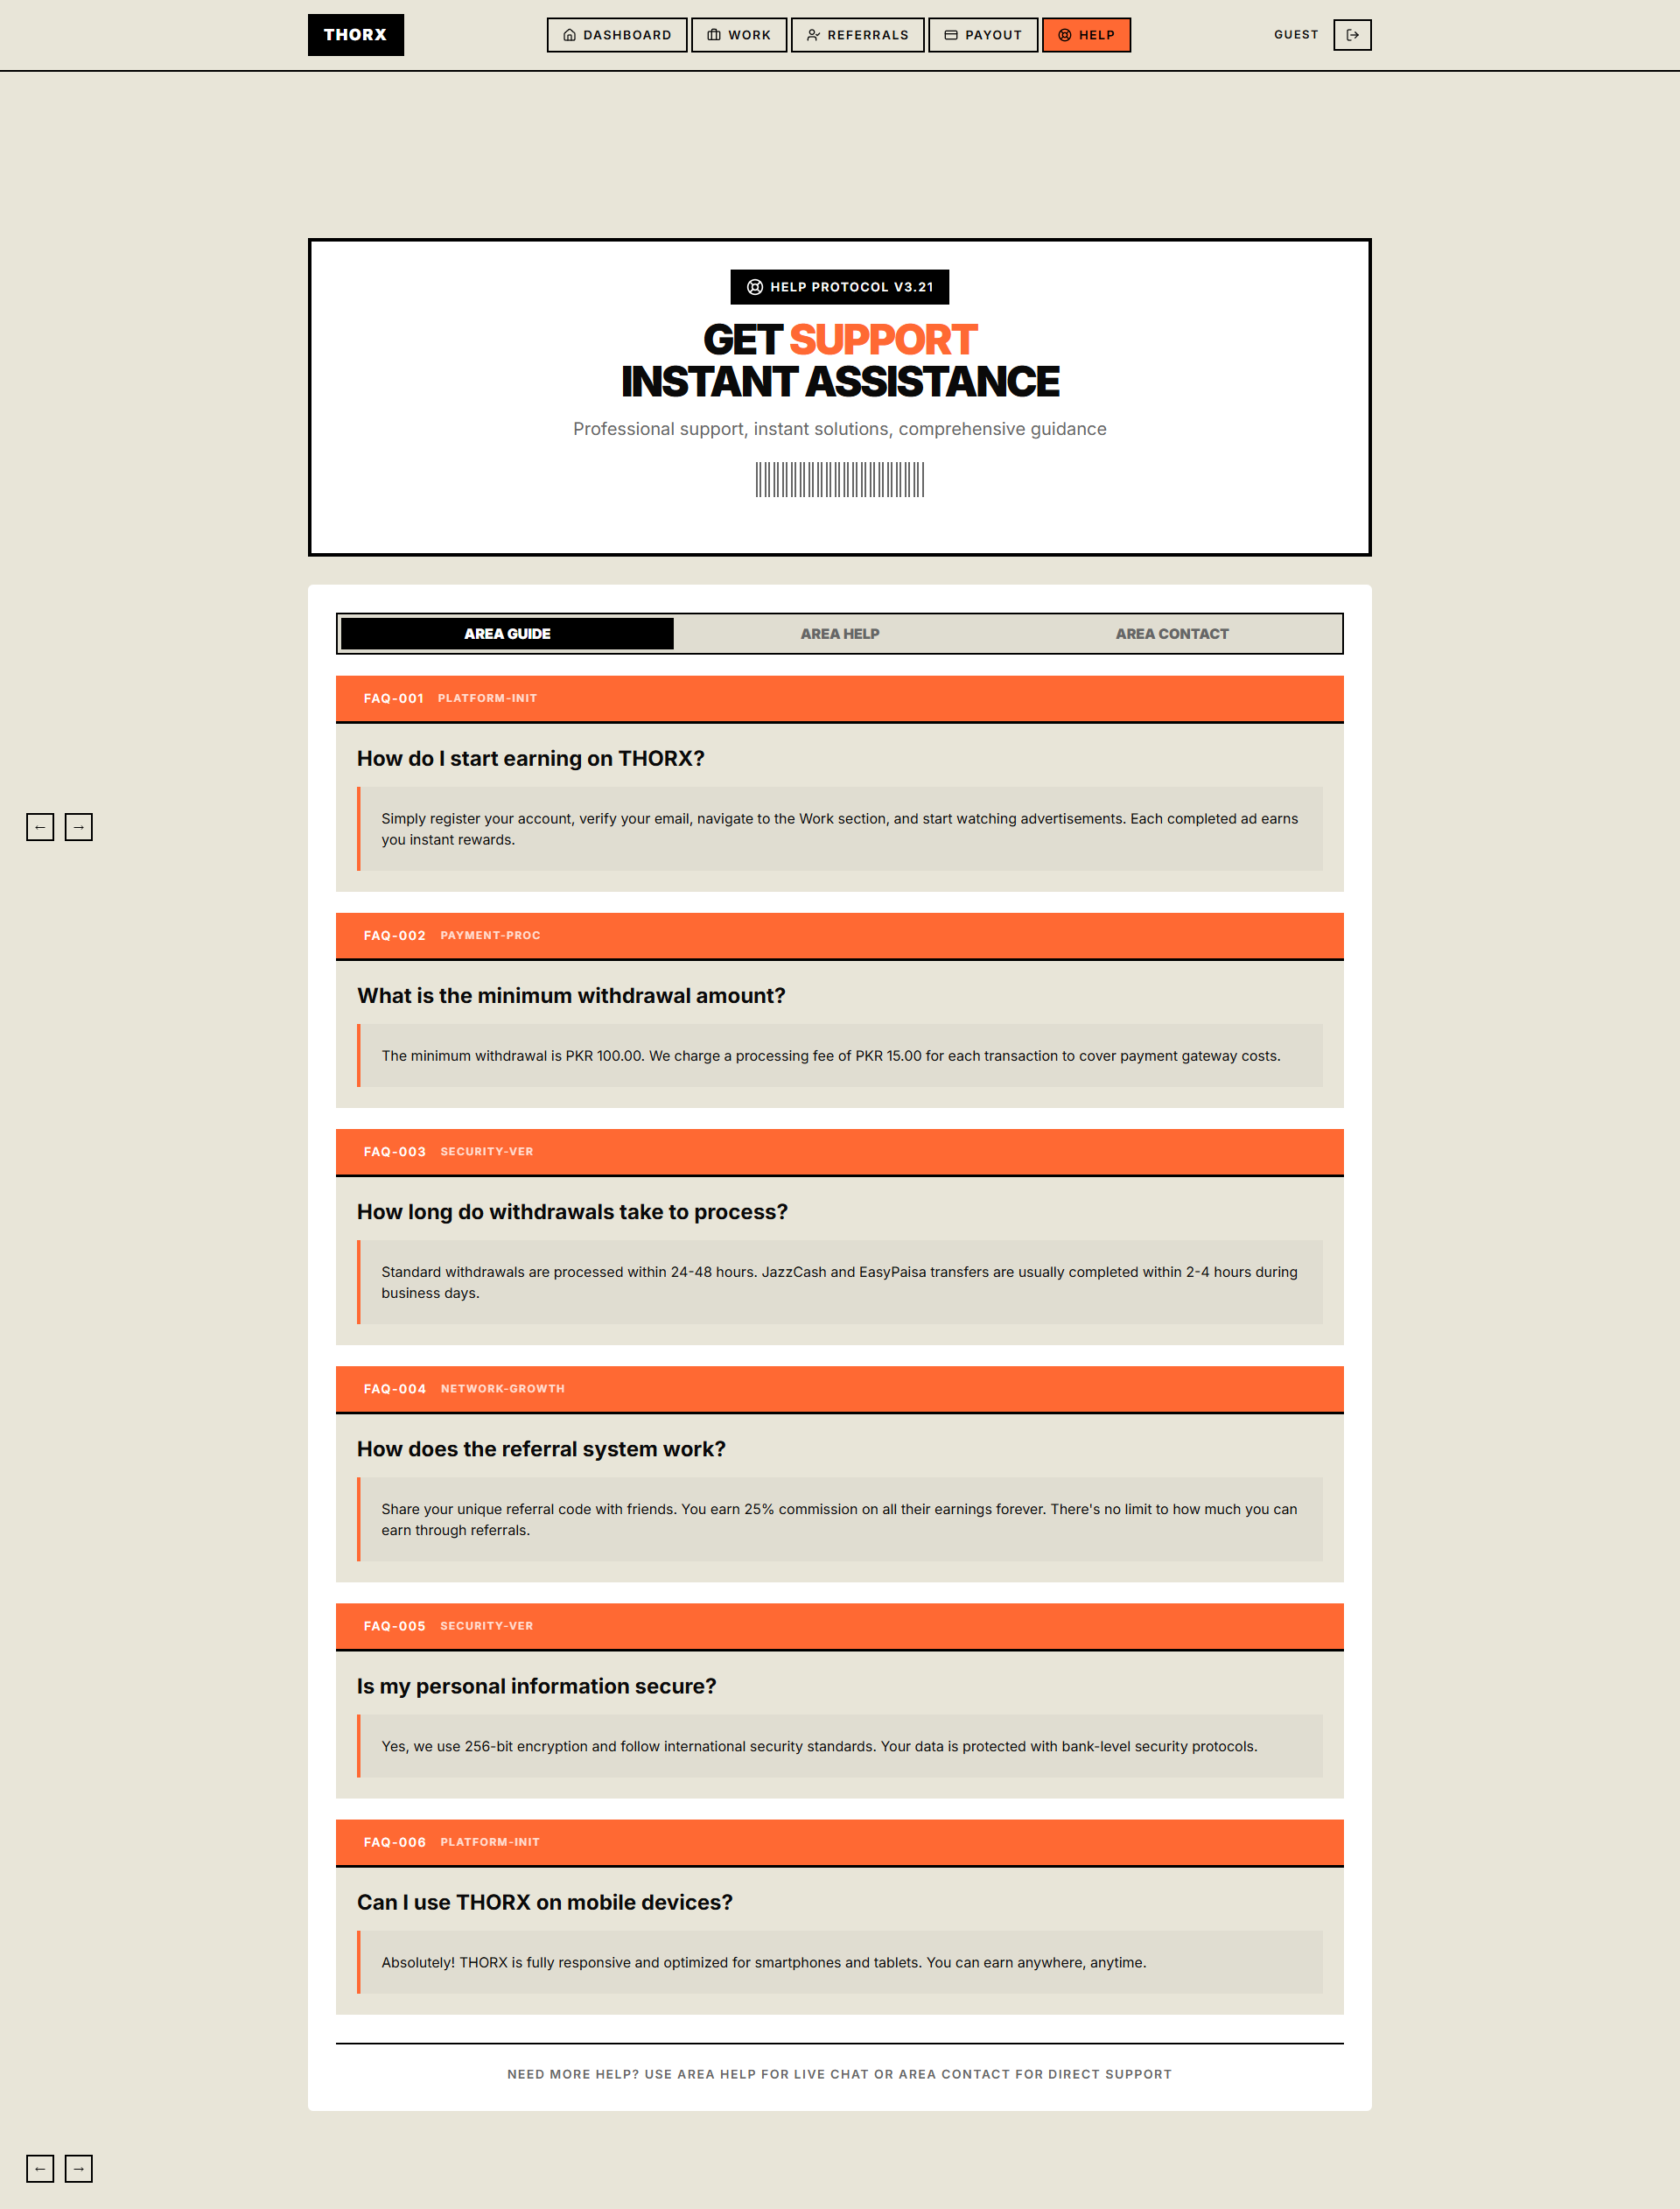 THORX
DASHBOARD
WORK
REFERRALS
PAYOUT
HELP
GUEST
HELP PROTOCOL V3.21
GET SUPPORT
INSTANT ASSISTANCE
Professional support, instant solutions, comprehensive guidance
AREA GUIDE
AREA HELP
AREA CONTACT
FAQ-001 PLATFORM-INIT
How do I start earning on THORX?
Simply register your account, verify your email, navigate to the Work section, and start watching advertisements. Each completed ad earns
you instant rewards.
← →
FAQ-002 PAYMENT-PROC
What is the minimum withdrawal amount?
The minimum withdrawal is PKR 100.00. We charge a processing fee of PKR 15.00 for each transaction to cover payment gateway costs.
FAQ-003 SECURITY-VER
How long do withdrawals take to process?
Standard withdrawals are processed within 24-48 hours. JazzCash and EasyPaisa transfers are usually completed within 2-4 hours during
business days.
FAQ-004 NETWORK-GROWTH
How does the referral system work?
Share your unique referral code with friends. You earn 25% commission on all their earnings forever. There's no limit to how much you can
earn through referrals.
FAQ-005 SECURITY-VER
Is my personal information secure?
Yes, we use 256-bit encryption and follow international security standards. Your data is protected with bank-level security protocols.
FAQ-006 PLATFORM-INIT
Can I use THORX on mobile devices?
Absolutely! THORX is fully responsive and optimized for smartphones and tablets. You can earn anywhere, anytime.
NEED MORE HELP? USE AREA HELP FOR LIVE CHAT OR AREA CONTACT FOR DIRECT SUPPORT
← →